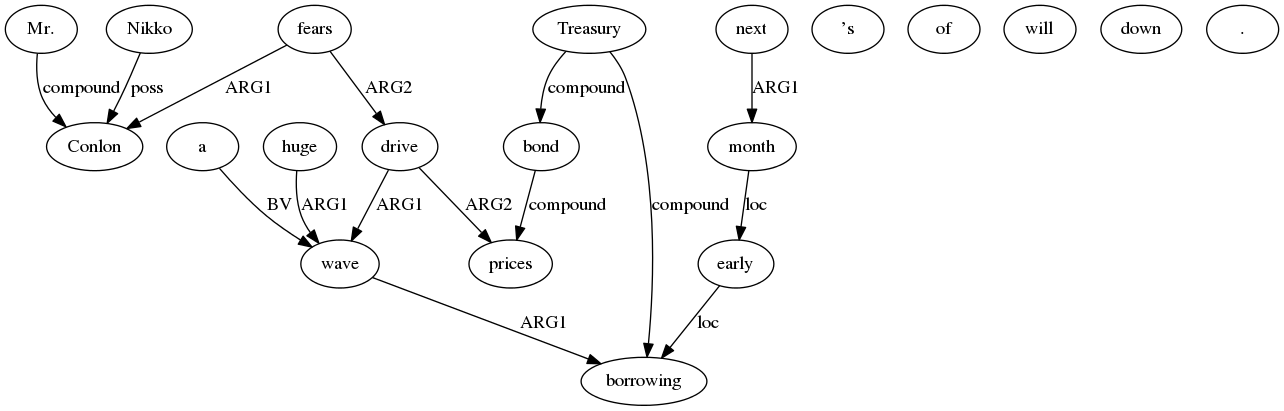 Mr. Nikko fears Treasury next ’s of will down .
compound poss ARG1 ARG2 compound ARG1
Conlon a huge drive bond month
BV ARG1 ARG1 ARG2 compound compound loc
wave prices early
ARG1 loc
borrowing